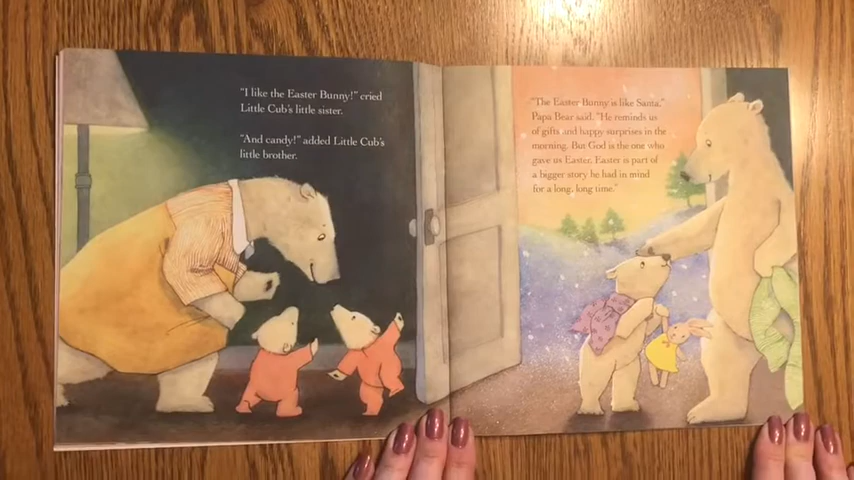 "I like the Easter Bunny!" cried
Little Cub's little sister.
"And candy!" added Little Cub's
little brother.
"The Easter Bunny is like Santa,"
Papa Bear said. "He reminds us
of gifts and happy surprises in the
morning. But God is the one who
gave us Easter. Easter is part of
a bigger story he had in mind
for a long, long time."